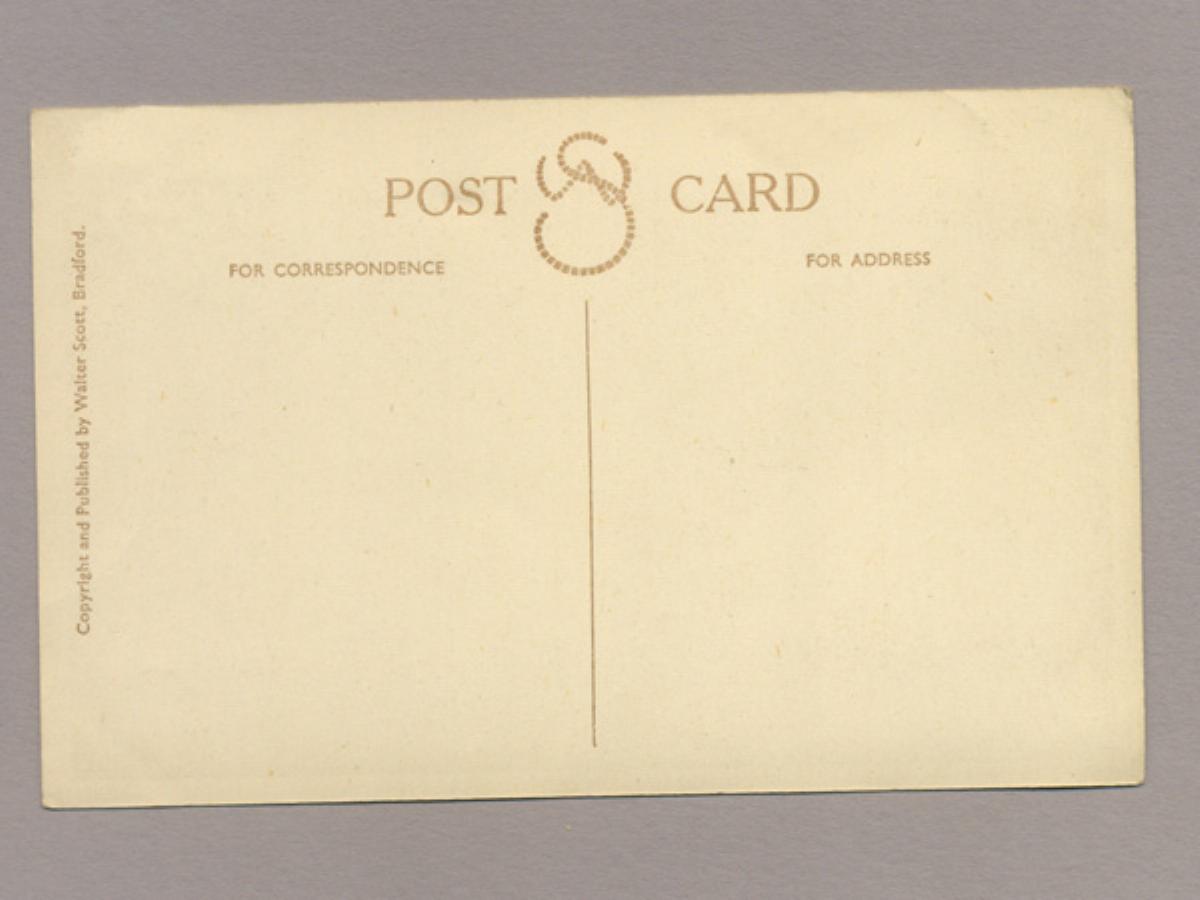 POST CARD
FOR CORRESPONDENCE
FOR ADDRESS
Copyright and Published by Walter Scott, Bradford.